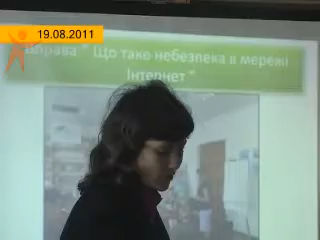 19.08.2011
Вправа:" Що таке небезпека в мережі
Інтернет "